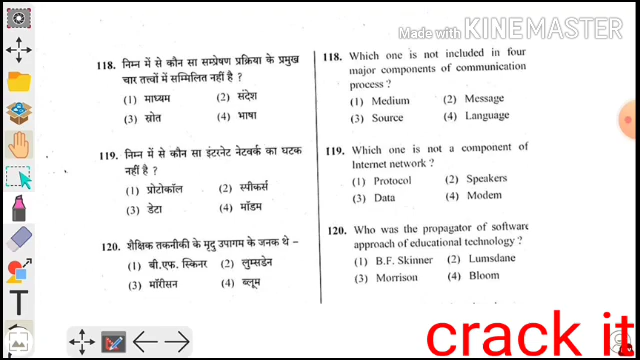 Made with KINEMASTER
118. निम्न में से कौन सा सम्प्रेषण प्रक्रिया के प्रमुख
चार तत्त्वों में सम्मिलित नहीं है ?
(1) माध्यम (2) संदेश
(3) स्रोत (4) भाषा
119. निम्न में से कौन सा इंटरनेट नेटवर्क का घटक
नहीं है ?
(1) प्रोटोकॉल (2) स्पीकर्स
(3) डेटा (4) मॉडम
120. शैक्षिक तकनीकी के मृदु उपागम के जनक थे –
(1) बी.एफ. स्किनर (2) लुम्सडेन
(3) मॉरीसन (4) ब्लूम
118. Which one is not included in four
major components of communication
process ?
(1) Medium (2) Message
(3) Source (4) Language
119. Which one is not a component of
Internet network ?
(1) Protocol (2) Speakers
(3) Data (4) Modem
120. Who was the propagator of software
approach of educational technology ?
(1) B.F. Skinner (2) Lumsdane
(3) Morrison (4) Bloom
T
crack it